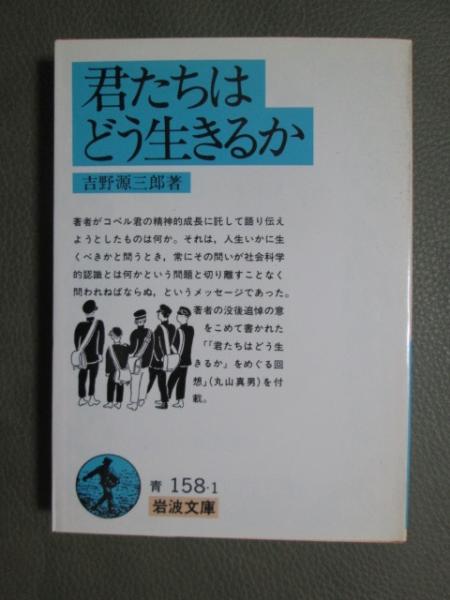 君たちは
どう生きるか
吉野源三郎著
著者がコペル君の精神的成長に託して語り伝え
ようとしたものは何か。それは，人生いかに生
くべきかと問うとき，常にその問いが社会科学
的認識とは何かという問題と切り離すことなく
問われねばならぬ，というメッセージであった。
著者の没後追悼の意
をこめて書かれた
「「君たちはどう生
きるか」をめぐる回
想」（丸山真男）を付
載。
青 158-1
岩波文庫